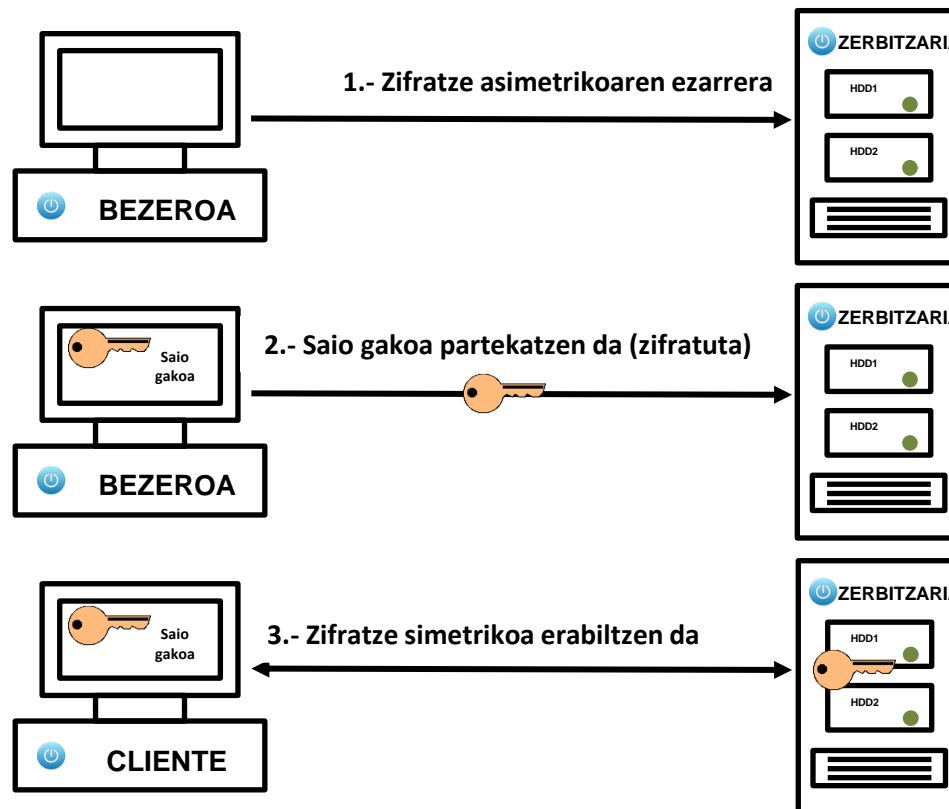 1.- Zifratze asimetrikoaren ezarrera
ZERBITZARIA
HDD1
HDD2
BEZEROA
2.- Saio gakoa partekatzen da (zifratuta)
ZERBITZARIA
Saio
gakoa
HDD1
HDD2
BEZEROA
3.- Zifratze simetrikoa erabiltzen da
ZERBITZARIA
Saio
gakoa
HDD1
HDD2
CLIENTE